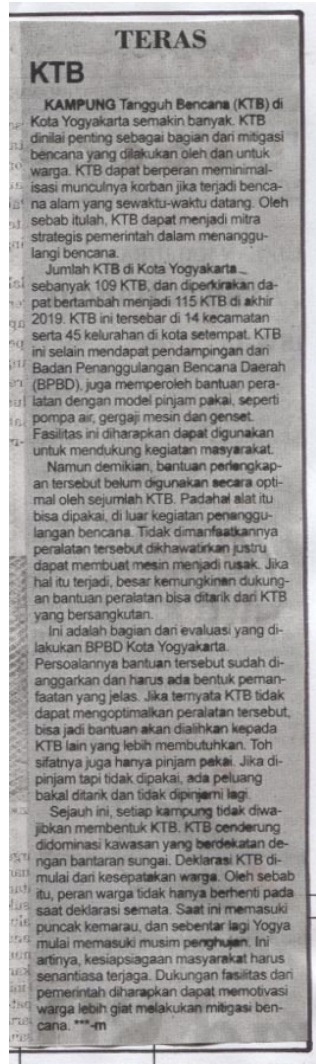 TERAS
KTB
KAMPUNG Tangguh Bencana (KTB) di
Kota Yogyakarta semakin banyak. KTB
dinilai penting sebagai bagian dari mitigasi
bencana yang dilakukan oleh dan untuk
warga. KTB dapat berperan meminimal-
isasi munculnya korban jika terjadi benca-
na alam yang sewaktu-waktu datang. Oleh
sebab itulah, KTB dapat menjadi mitra
strategis pemerintah dalam menanggu-
langi bencana.
Jumlah KTB di Kota Yogyakarta
sebanyak 109 KTB, dan diperkirakan da-
pat bertambah menjadi 115 KTB di akhir
2019. KTB ini tersebar di 14 kecamatan
serta 45 kelurahan di kota setempat. KTB
ini selain mendapat pendampingan dari
Badan Penanggulangan Bencana Daerah
(BPBD), juga memperoleh bantuan pera-
latan dengan model pinjam pakai, seperti
pompa air, gergaji mesin dan genset.
Fasilitas ini diharapkan dapat digunakan
untuk mendukung kegiatan masyarakat.
Namun demikian, bantuan perlengkap-
an tersebut belum digunakan secara opti-
mal oleh sejumlah KTB. Padahal alat itu
bisa dipakai, di luar kegiatan penanggu-
langan bencana. Tidak dimanfaatkannya
peralatan tersebut dikhawatirkan justru
dapat membuat mesin menjadi rusak. Jika
hal itu terjadi, besar kemungkinan dukung-
an bantuan peralatan bisa ditarik dari KTB
yang bersangkutan.
Ini adalah bagian dari evaluasi yang di-
lakukan BPBD Kota Yogyakarta.
Persoalannya bantuan tersebut sudah di-
anggarkan dan harus ada bentuk peman-
faatan yang jelas. Jika ternyata KTB tidak
dapat mengoptimalkan peralatan tersebut,
bisa jadi bantuan akan dialihkan kepada
KTB lain yang lebih membutuhkan. Toh
sifatnya juga hanya pinjam pakai. Jika di-
pinjam tapi tidak dipakai, ada peluang
bakal ditarik dan tidak dipinjami lagi.
Sejauh ini, setiap kampung tidak diwa-
jibkan membentuk KTB. KTB cenderung
didominasi kawasan yang berdekatan de-
ngan bantaran sungai. Deklarasi KTB di-
mulai dari kesepakatan warga. Oleh sebab
itu, peran warga tidak hanya berhenti pada
saat deklarasi semata. Saat ini memasuki
puncak kemarau, dan sebentar lagi Yogya
mulai memasuki musim penghujan. Ini
artinya, kesiapsiagaan masyarakat harus
senantiasa terjaga. Dukungan fasilitas dari
pemerintah diharapkan dapat memotivasi
warga lebih giat melakukan mitigasi ben-
cana. ***-m